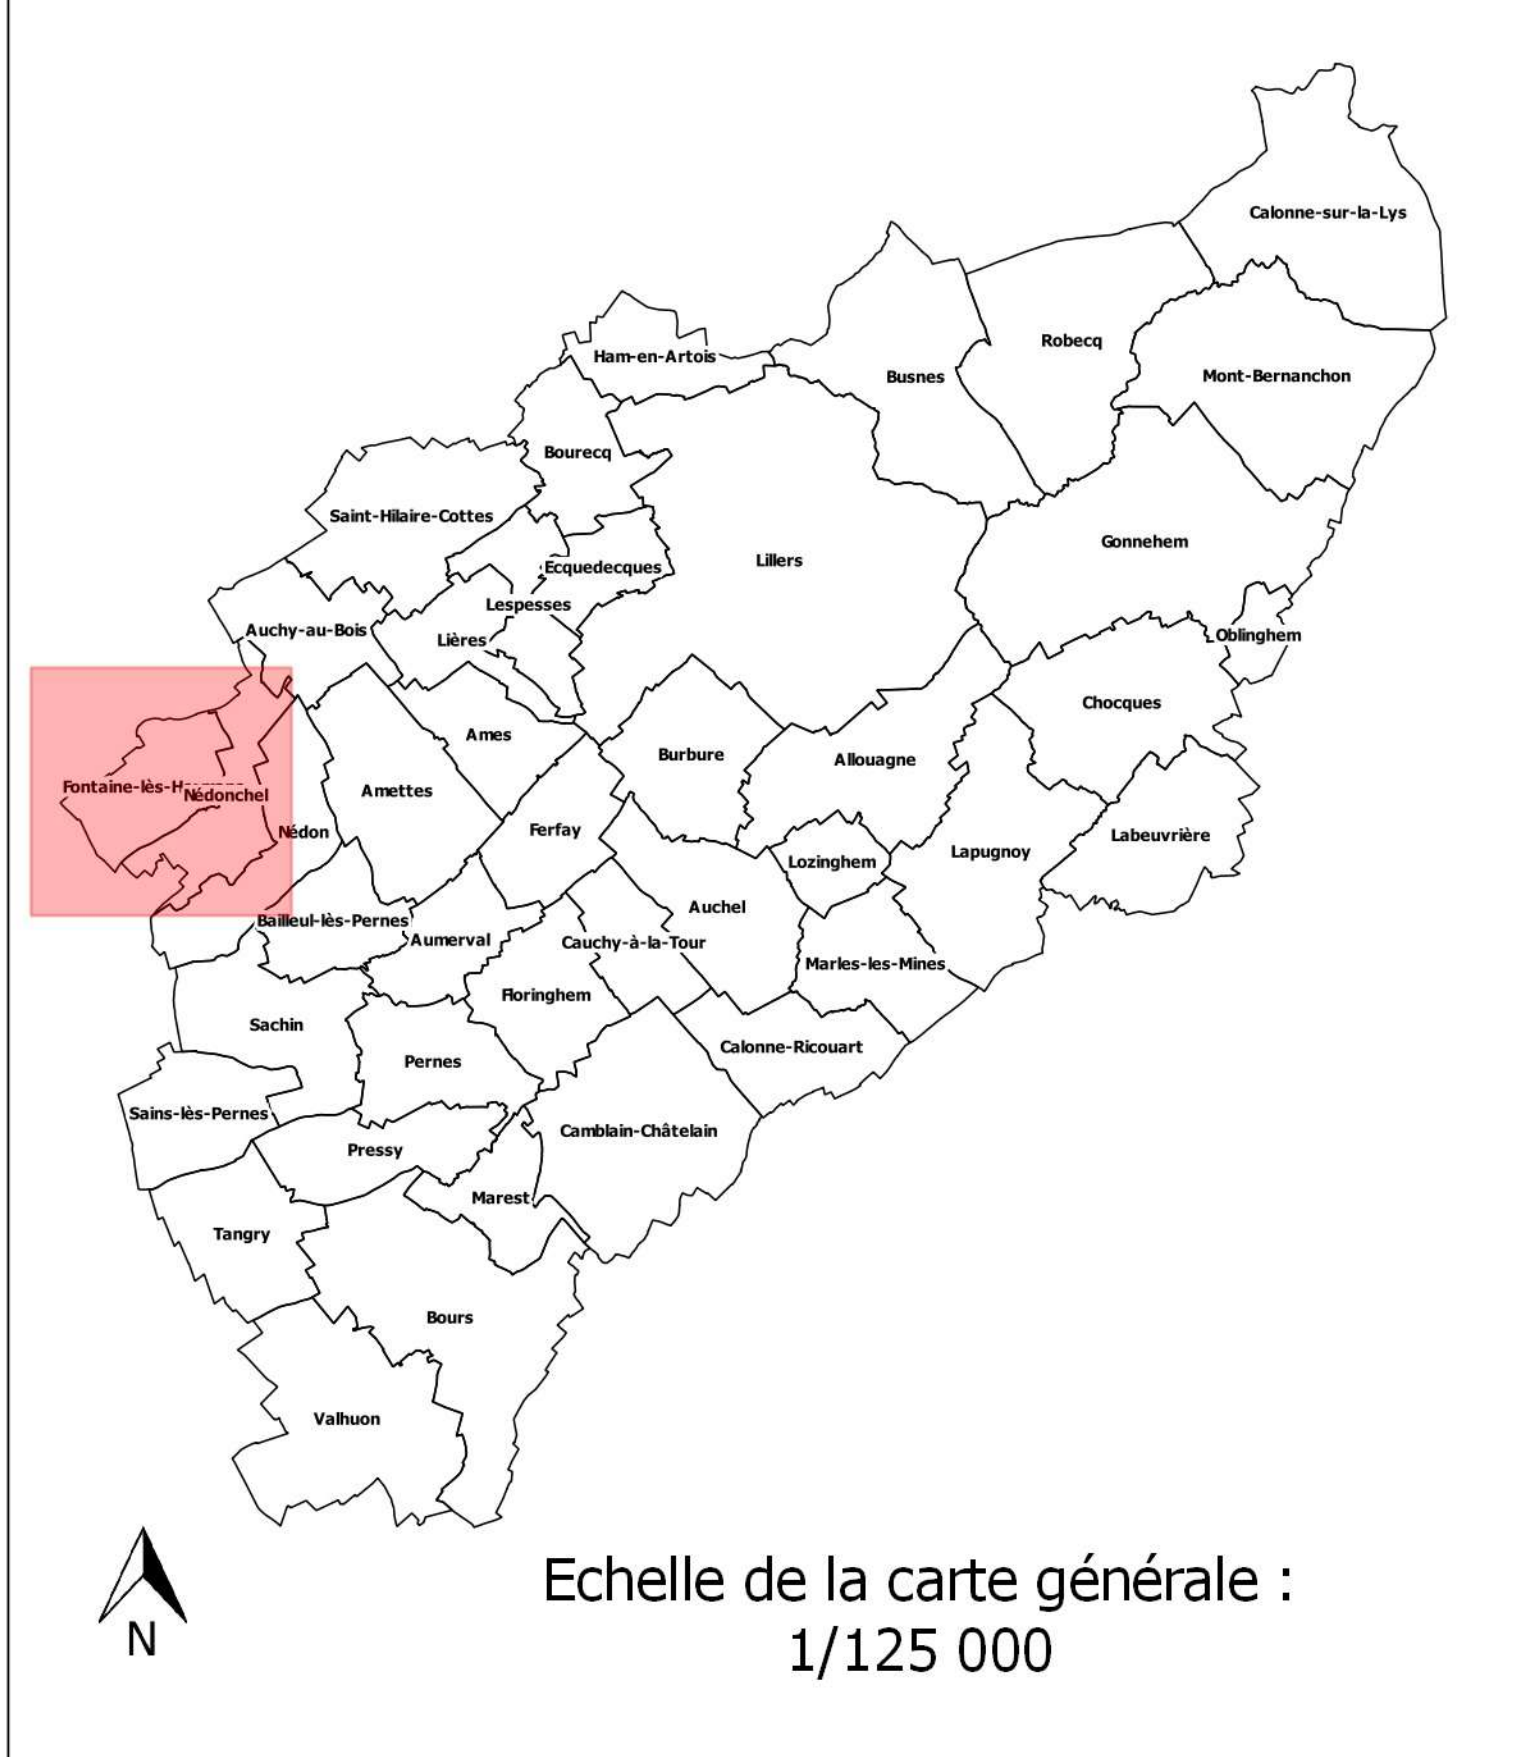 Calonne-sur-la-Lys
Robecq
Ham-en-Artois
Busnes
Mont-Bernanchon
Bourecq
Saint-Hilaire-Cottes
Gonnehem
Lillers
Ecquedecques
Lespesses
Auchy-au-Bois
Lières
Oblinghem
Chocques
Ames
Burbure
Allouagne
Fontaine-lès-H
Nédonchel
Amettes
Nédon
Ferfay
Labeuvrière
Lapugnoy
Lozinghem
Auchel
Bailleul-lès-Pernes
Aumerval
Cauchy-à-la-Tour
Marles-les-Mines
Floringhem
Sachin
Calonne-Ricouart
Pernes
Sains-lès-Pernes
Camblain-Châtelain
Pressy
Marest
Tangry
Bours
Valhuon
Echelle de la carte générale :
1/125 000
N